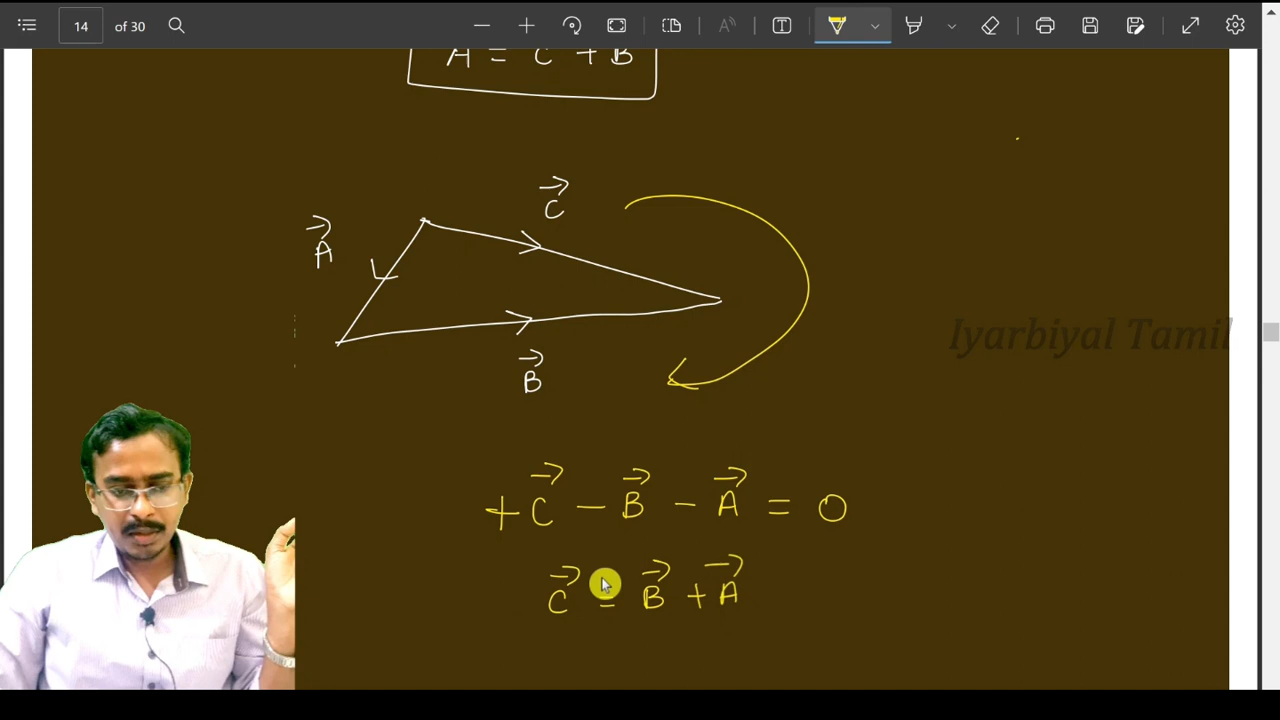 14 of 30
A = C + B
C⃗
A⃗
B⃗
Iyarbiyal Tamil
+C⃗ − B⃗ − A⃗ = 0
C⃗ = B⃗ + A⃗